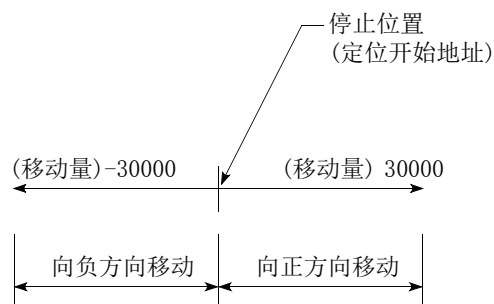 停止位置
(定位开始地址)
(移动量)-30000
(移动量) 30000
向负方向移动
向正方向移动